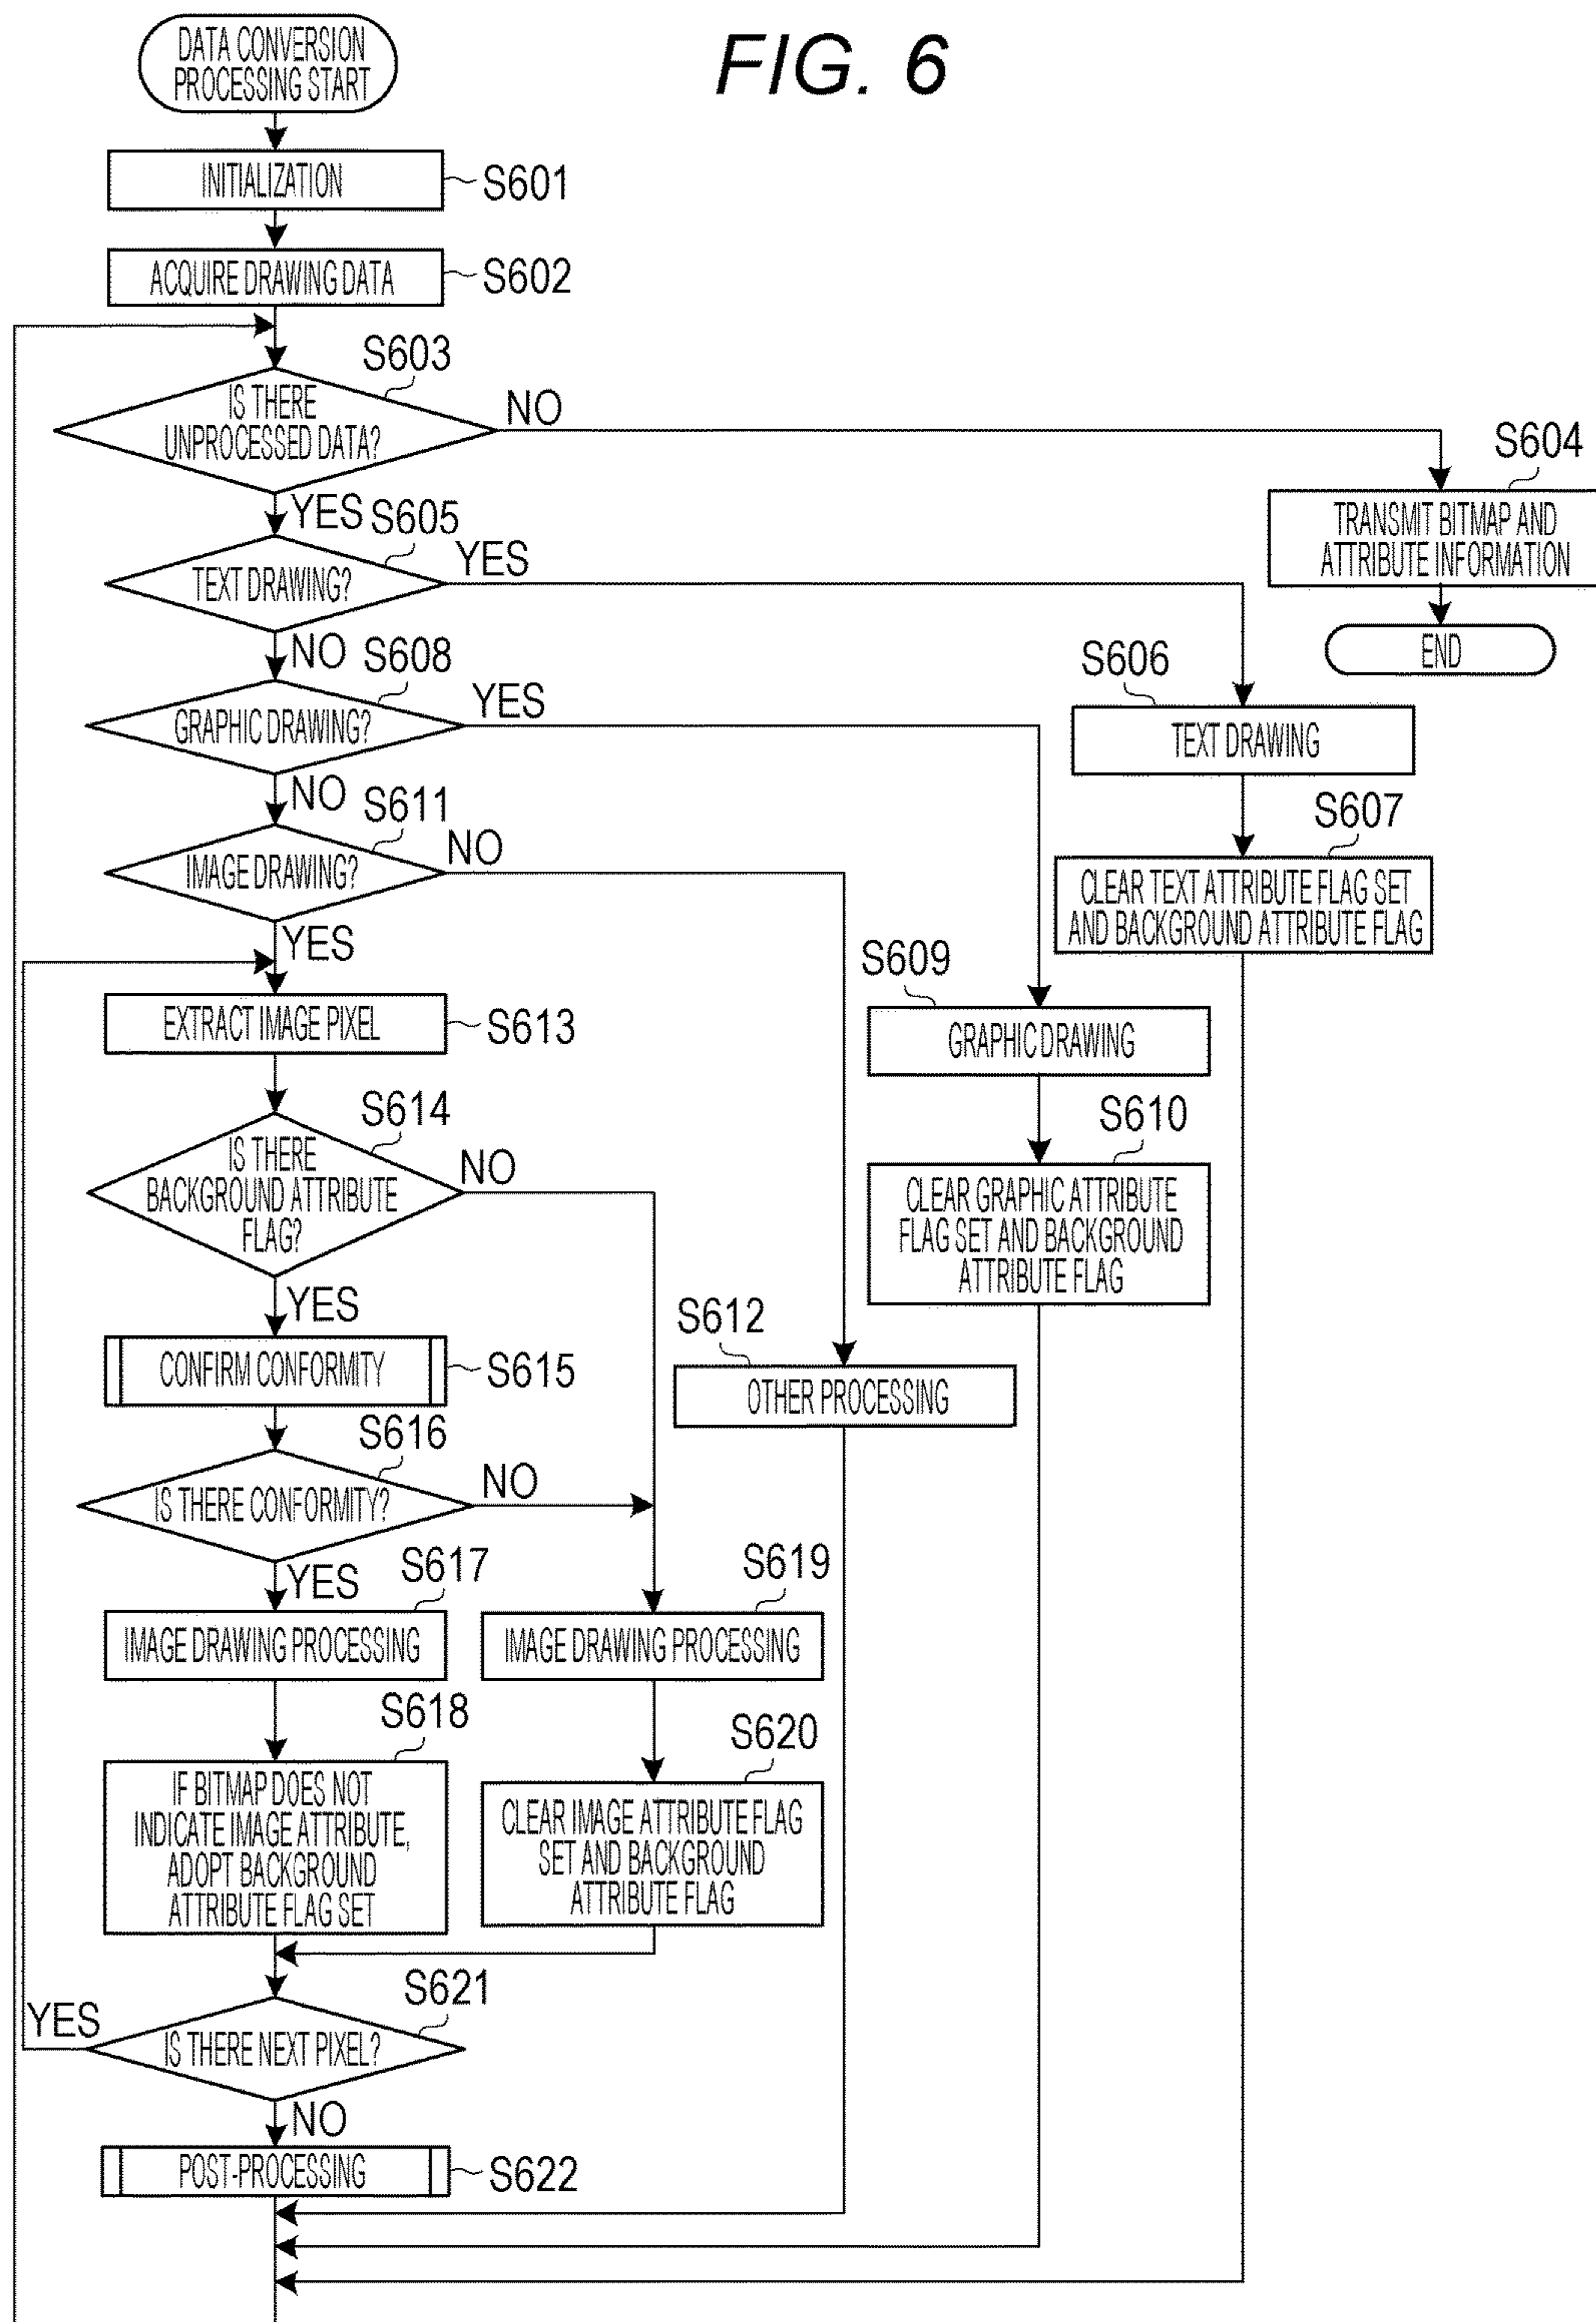 FIG. 6
DATA CONVERSION
PROCESSING START
INITIALIZATION
S601
ACQUIRE DRAWING DATA
S602
S603
IS THERE
UNPROCESSED DATA?
NO
YES
S604
TRANSMIT BITMAP AND
ATTRIBUTE INFORMATION
END
S605
TEXT DRAWING?
YES
NO
S606
TEXT DRAWING
S607
CLEAR TEXT ATTRIBUTE FLAG SET
AND BACKGROUND ATTRIBUTE FLAG
S608
GRAPHIC DRAWING?
YES
NO
S609
GRAPHIC DRAWING
S610
CLEAR GRAPHIC ATTRIBUTE
FLAG SET AND BACKGROUND
ATTRIBUTE FLAG
S611
IMAGE DRAWING?
NO
YES
S612
OTHER PROCESSING
EXTRACT IMAGE PIXEL
S613
S614
IS THERE
BACKGROUND ATTRIBUTE
FLAG?
NO
YES
CONFIRM CONFORMITY
S615
S616
IS THERE CONFORMITY?
NO
YES
S617
IMAGE DRAWING PROCESSING
S618
IF BITMAP DOES NOT
INDICATE IMAGE ATTRIBUTE,
ADOPT BACKGROUND
ATTRIBUTE FLAG SET
S619
IMAGE DRAWING PROCESSING
S620
CLEAR IMAGE ATTRIBUTE FLAG
SET AND BACKGROUND
ATTRIBUTE FLAG
S621
IS THERE NEXT PIXEL?
YES
NO
POST-PROCESSING
S622